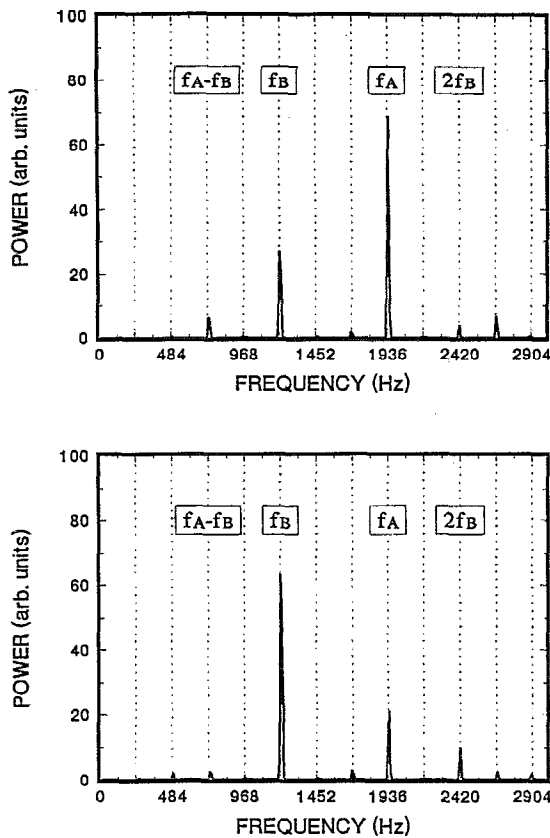 100
80
60
40
20
0
POWER (arb. units)
fA-fB fB fA 2fB
0 484 968 1452 1936 2420 2904
FREQUENCY (Hz)
100
80
60
40
20
0
POWER (arb. units)
fA-fB fB fA 2fB
0 484 968 1452 1936 2420 2904
FREQUENCY (Hz)